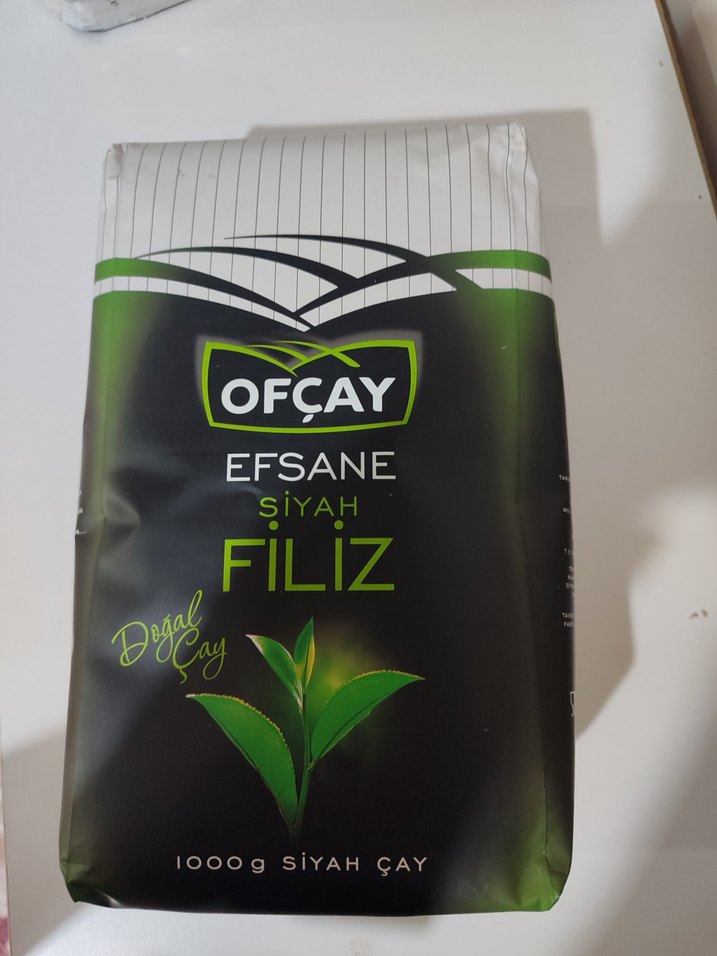 OFÇAY
EFSANE
SİYAH
FİLİZ
Doğal
Çay
1000g SİYAH ÇAY